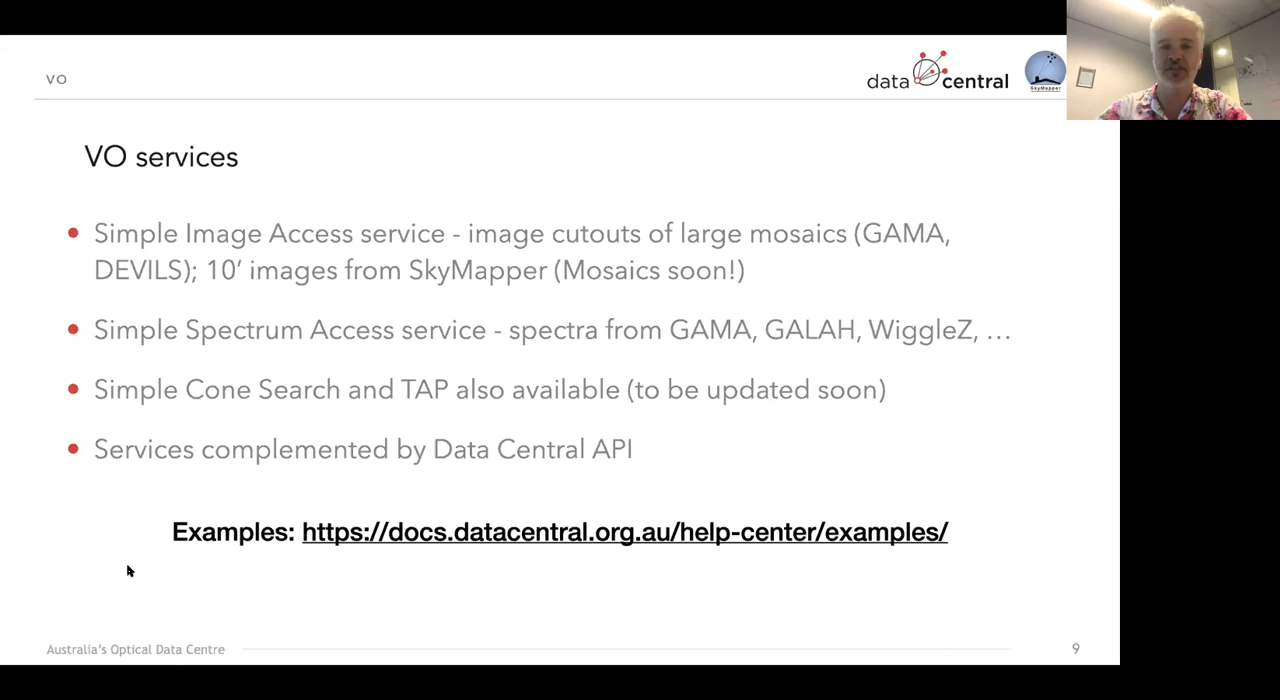 VO
data central
SkyMapper
VO services
• Simple Image Access service - image cutouts of large mosaics (GAMA,
DEVILS); 10’ images from SkyMapper (Mosaics soon!)
• Simple Spectrum Access service - spectra from GAMA, GALAH, WiggleZ, …
• Simple Cone Search and TAP also available (to be updated soon)
• Services complemented by Data Central API
Examples: https://docs.datacentral.org.au/help-center/examples/
Australia’s Optical Data Centre
9